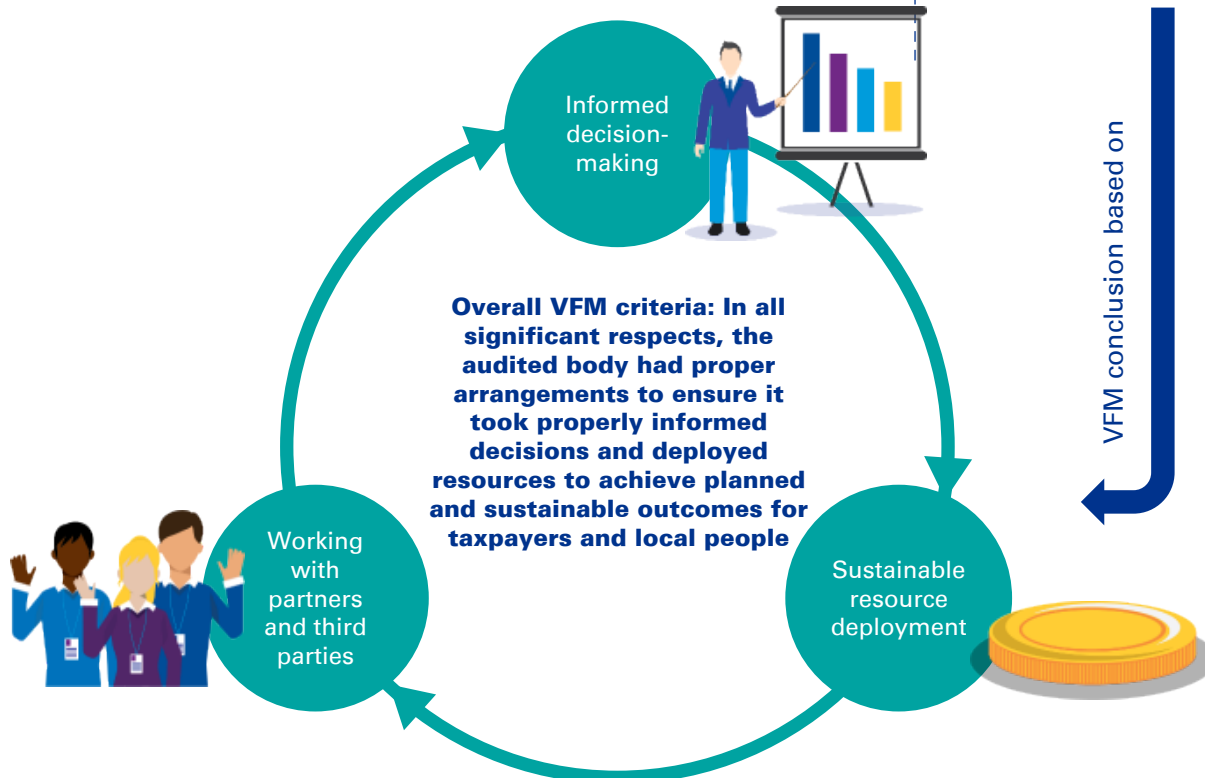 Informed
decision-
making
VFM conclusion based on
Overall VFM criteria: In all
significant respects, the
audited body had proper
arrangements to ensure it
took properly informed
decisions and deployed
resources to achieve planned
and sustainable outcomes for
taxpayers and local people
Working
with
partners
and third
parties
Sustainable
resource
deployment